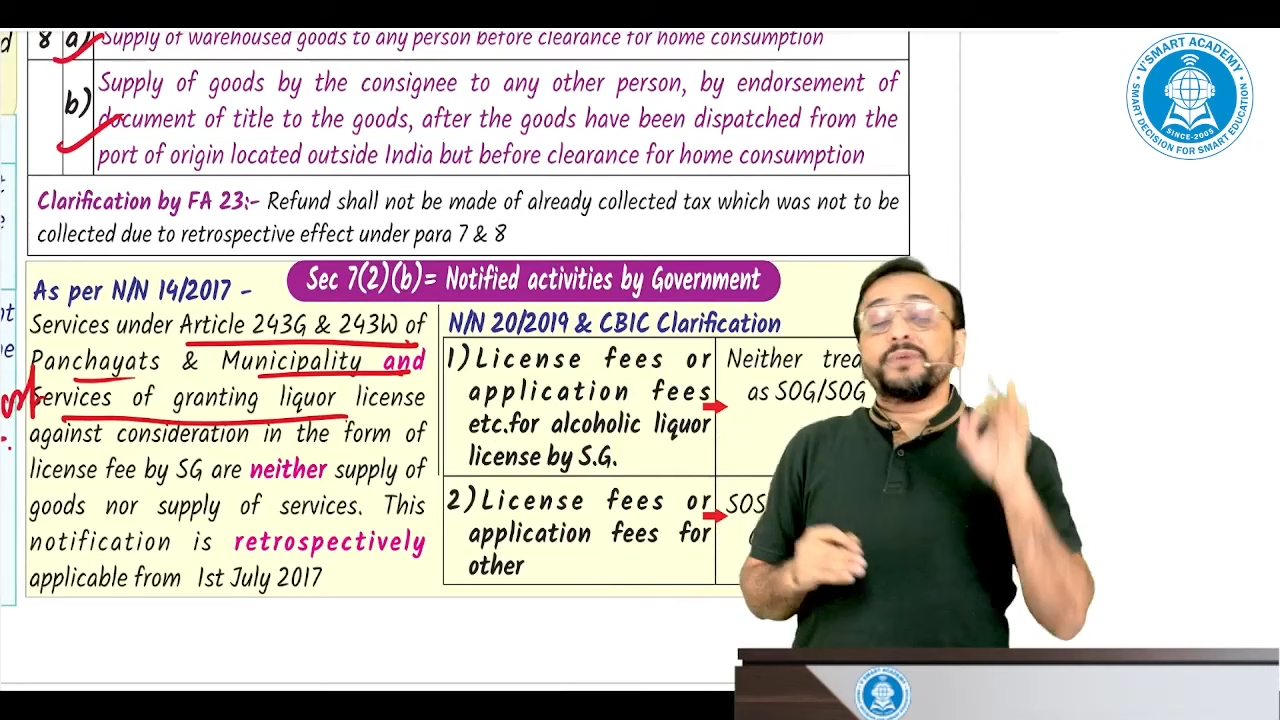 d
8 a) Supply of warehoused goods to any person before clearance for home consumption
b) Supply of goods by the consignee to any other person, by endorsement of
document of title to the goods, after the goods have been dispatched from the
port of origin located outside India but before clearance for home consumption
Clarification by FA 23:- Refund shall not be made of already collected tax which was not to be
collected due to retrospective effect under para 7 & 8
Sec 7(2)(b)= Notified activities by Government
As per N/N 14/2017 -
Services under Article 243G & 243W of
Panchayats & Municipality and
Services of granting liquor license
against consideration in the form of
license fee by SG are neither supply of
goods nor supply of services. This
notification is retrospectively
applicable from 1st July 2017
N/N 20/2019 & CBIC Clarification
1) License fees or
application fees
etc.for alcoholic liquor
license by S.G.
Neither trea
as SOG/SOG
2) License fees or
application fees for
other
SOS
V'SMART ACADEMY
SMART DECISION FOR SMART EDUCATION
SINCE-2005